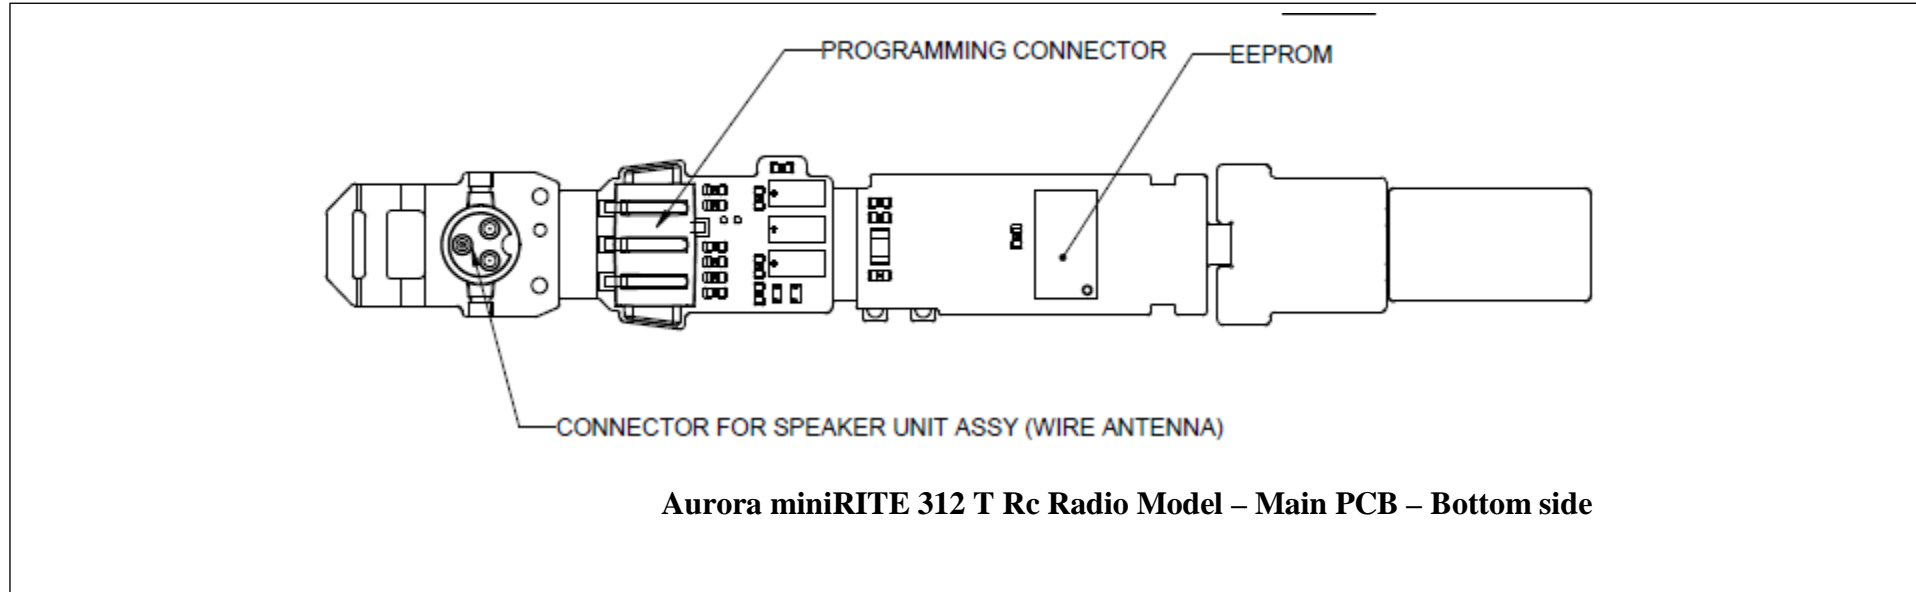 PROGRAMMING CONNECTOR
EEPROM
CONNECTOR FOR SPEAKER UNIT ASSY (WIRE ANTENNA)
Aurora miniRITE 312 T Rc Radio Model – Main PCB – Bottom side